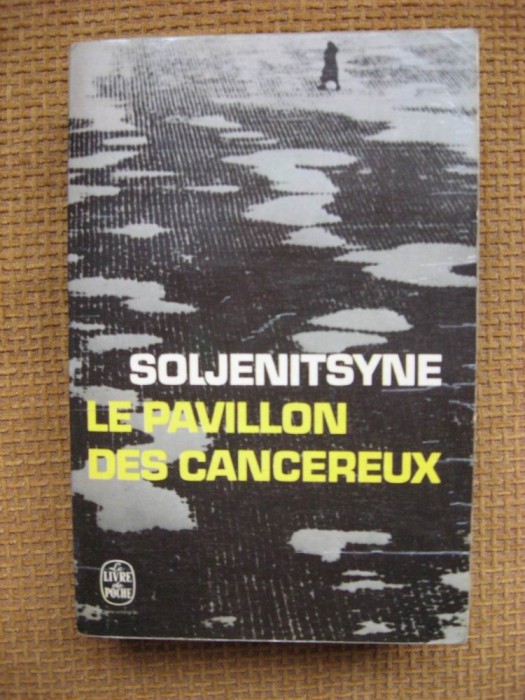 SOLJENITSYNE
LE PAVILLON
DES CANCEREUX
Le
LIVRE
de
POCHE